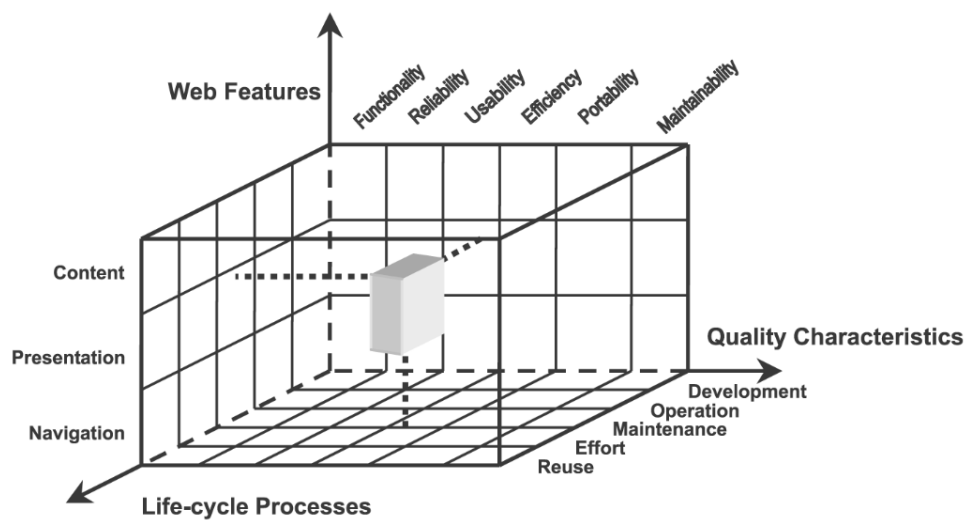 Web Features
Functionality
Reliability
Usability
Efficiency
Portability
Maintainability
Content
Presentation
Navigation
Quality Characteristics
Development
Operation
Maintenance
Effort
Reuse
Life-cycle Processes